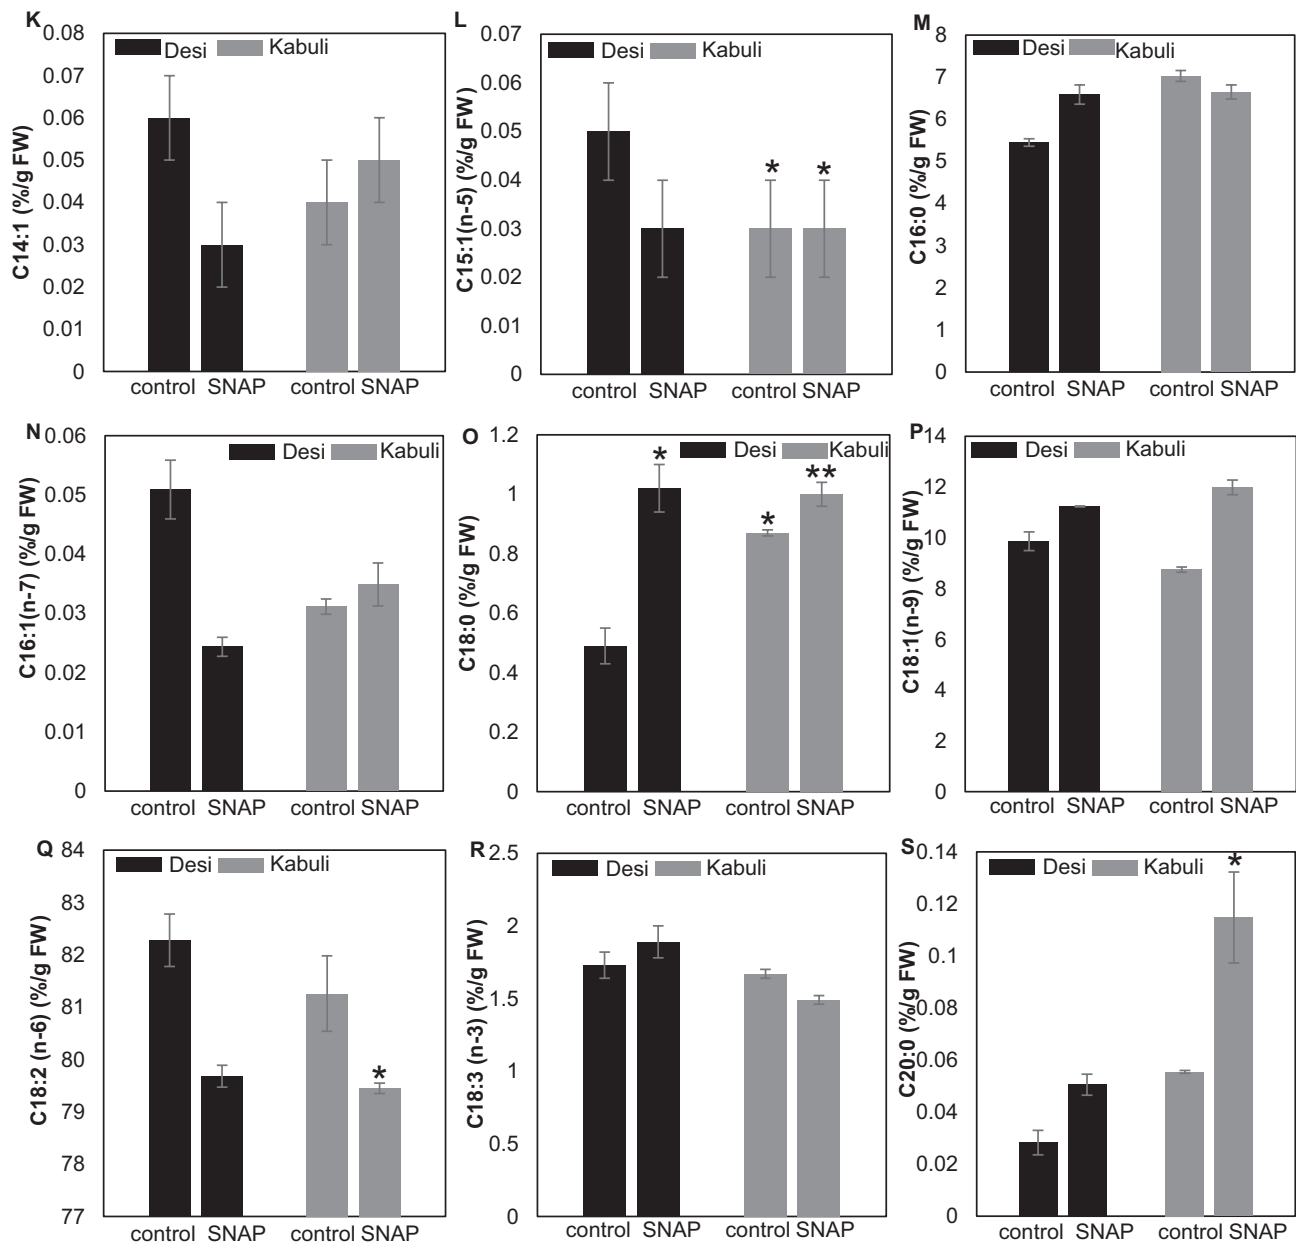 K
C14:1 (%/g FW)
0.08
0.07
0.06
0.05
0.04
0.03
0.02
0.01
0
Desi
Kabuli
control SNAP control SNAP
L
C15:1(n-5) (%/g FW)
0.07
0.06
0.05
0.04
0.03
0.02
0.01
0
Desi
Kabuli
*
*
control SNAP control SNAP
M
C16:0 (%/g FW)
8
7
6
5
4
3
2
1
0
Desi
Kabuli
control SNAP control SNAP
N
C16:1(n-7) (%/g FW)
0.06
0.05
0.04
0.03
0.02
0.01
0
Desi
Kabuli
control SNAP control SNAP
O
C18:0 (%/g FW)
1.2
1
0.8
0.6
0.4
0.2
0
Desi
Kabuli
*
*
**
control SNAP control SNAP
P
C18:1(n-9) (%/g FW)
14
12
10
8
6
4
2
0
Desi
Kabuli
control SNAP control SNAP
Q
C18:2 (n-6) (%/g FW)
84
83
82
81
80
79
78
77
Desi
Kabuli
*
control SNAP control SNAP
R
C18:3 (n-3) (%/g FW)
2.5
2
1.5
1
0.5
0
Desi
Kabuli
control SNAP control SNAP
S
C20:0 (%/g FW)
0.14
0.12
0.1
0.08
0.06
0.04
0.02
0
Desi
Kabuli
*
control SNAP control SNAP